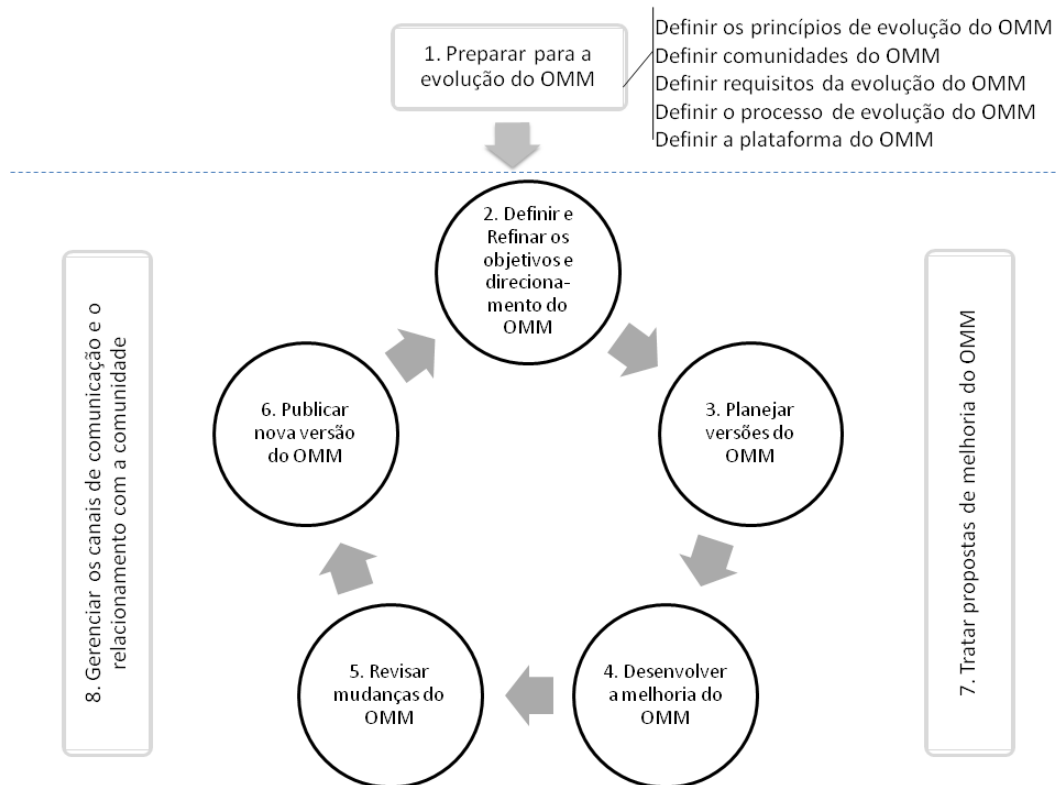 1. Preparar para a
evolução do OMM
Definir os princípios de evolução do OMM
Definir comunidades do OMM
Definir requisitos da evolução do OMM
Definir o processo de evolução do OMM
Definir a plataforma do OMM
2. Definir e
Refinar os
objetivos e
direciona-
mento do
OMM
3. Planejar
versões do
OMM
4. Desenvolver
a melhoria do
OMM
5. Revisar
mudanças do
OMM
6. Publicar
nova versão
do OMM
7. Tratar propostas de melhoria do OMM
8. Gerenciar os canais de comunicação e o
relacionamento com a comunidade